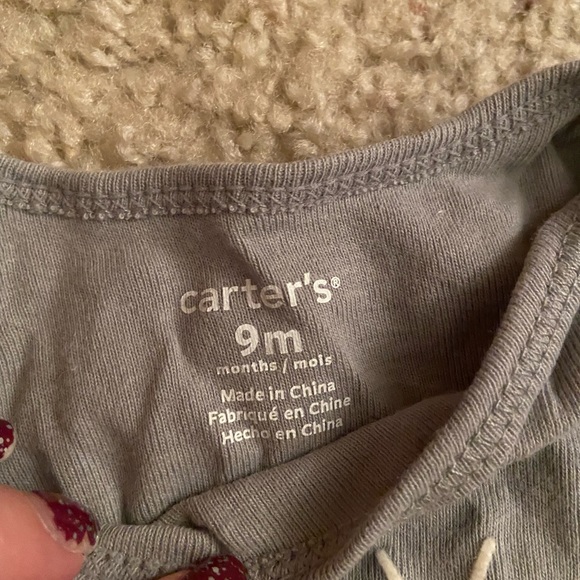 carter's®
9m
months / mois
Made in China
Fabriqué en Chine
Hecho en China